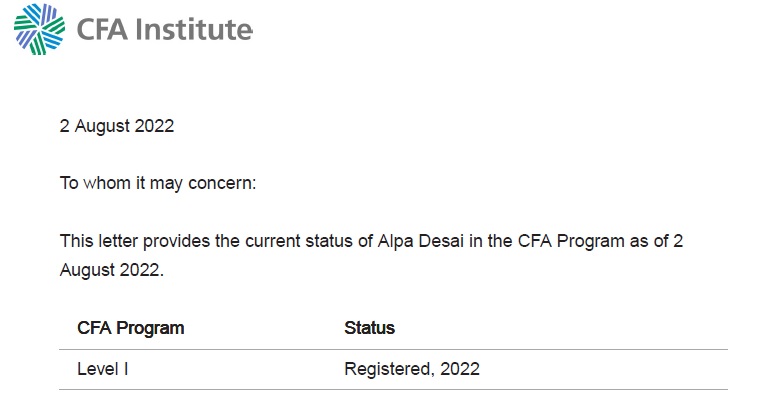 CFA Institute
2 August 2022
To whom it may concern:
This letter provides the current status of Alpa Desai in the CFA Program as of 2
August 2022.
CFA Program Status
Level I Registered, 2022